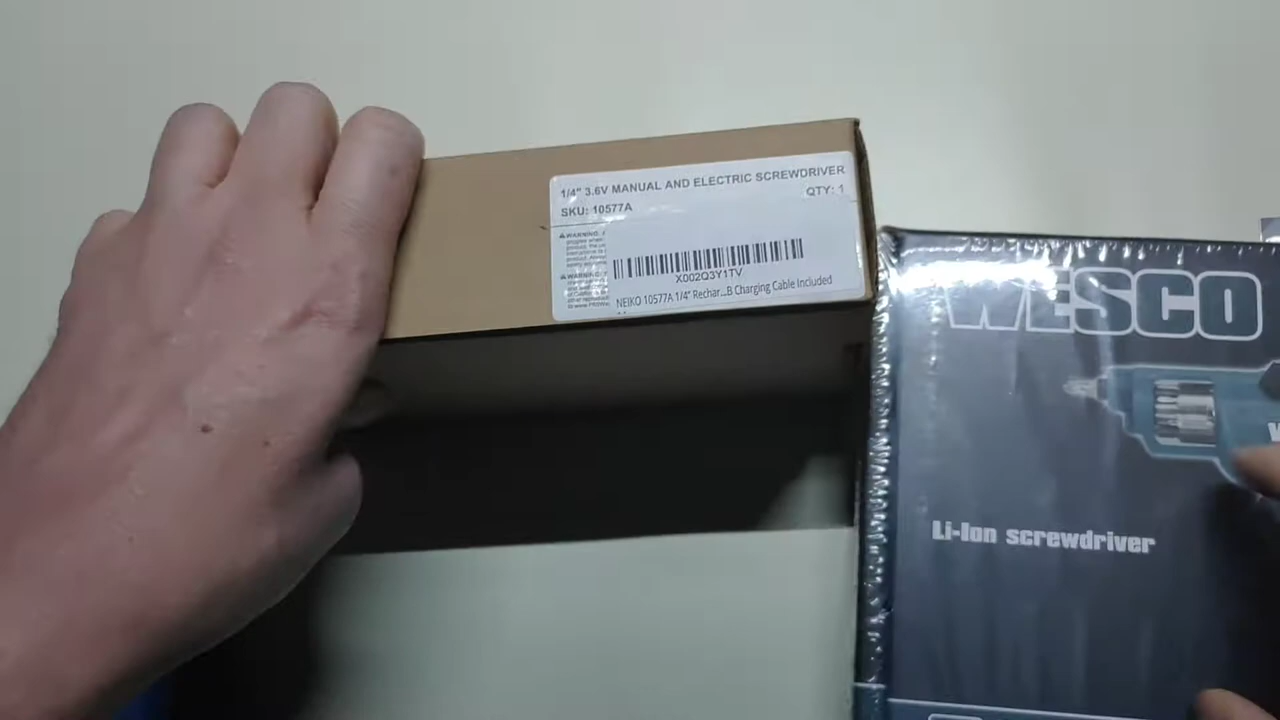 1/4" 3.6V MANUAL AND ELECTRIC SCREWDRIVER
QTY: 1
SKU: 10577A
WARNING:
X002Q3Y1TV
NEIKO 10577A 1/4" Rechar...B Charging Cable Included
WESCO
Li-Ion screwdriver